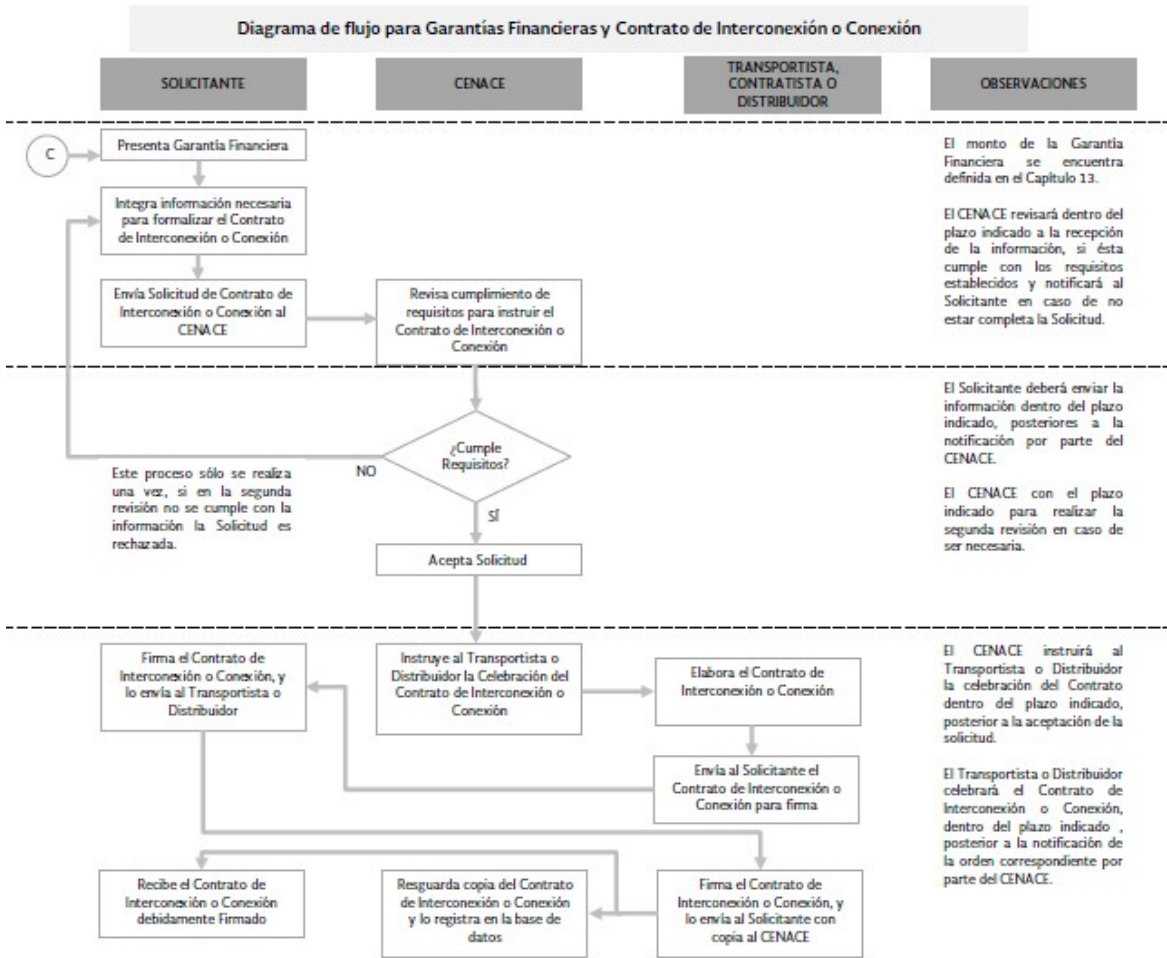 Diagrama de flujo para Garantías Financieras y Contrato de Interconexión o Conexión
SOLICITANTE
CENACE
TRANSPORTISTA,
CONTRATISTA O
DISTRIBUIDOR
OBSERVACIONES
C
Presenta Garantía Financiera
Integra información necesaria
para formalizar el Contrato
de Interconexión o Conexión
Envía Solicitud de Contrato de
Interconexión o Conexión al
CENACE
Revisa cumplimiento de
requisitos para instruir el
Contrato de Interconexión o
Conexión
El monto de la Garantía
Financiera se encuentra
definida en el Capítulo 13.
El CENACE revisará dentro del
plazo indicado a la recepción
de la información, si ésta
cumple con los requisitos
establecidos y notificará al
Solicitante en caso de no
estar completa la Solicitud.
¿Cumple
Requisitos?
NO
SÍ
Este proceso sólo se realiza
una vez, si en la segunda
revisión no se cumple con la
información la Solicitud es
rechazada.
Acepta Solicitud
El Solicitante deberá enviar la
información dentro del plazo
indicado, posteriores a la
notificación por parte del
CENACE.
El CENACE con el plazo
indicado para realizar la
segunda revisión en caso de
ser necesaria.
Firma el Contrato de
Interconexión o Conexión, y
lo envía al Transportista o
Distribuidor
Instruye al Transportista o
Distribuidor la Celebración del
Contrato de Interconexión o
Conexión
Elabora el Contrato de
Interconexión o Conexión
Envía al Solicitante el
Contrato de Interconexión o
Conexión para firma
El CENACE instruirá al
Transportista o Distribuidor
la celebración del Contrato
dentro del plazo indicado,
posterior a la aceptación de la
solicitud.
El Transportista o Distribuidor
celebrará el Contrato de
Interconexión o Conexión,
dentro del plazo indicado ,
posterior a la notificación de
la orden correspondiente por
parte del CENACE.
Recibe el Contrato de
Interconexión o Conexión
debidamente Firmado
Resguarda copia del Contrato
de Interconexión o Conexión
y lo registra en la base de
datos
Firma el Contrato de
Interconexión o Conexión, y
lo envía al Solicitante con
copia al CENACE